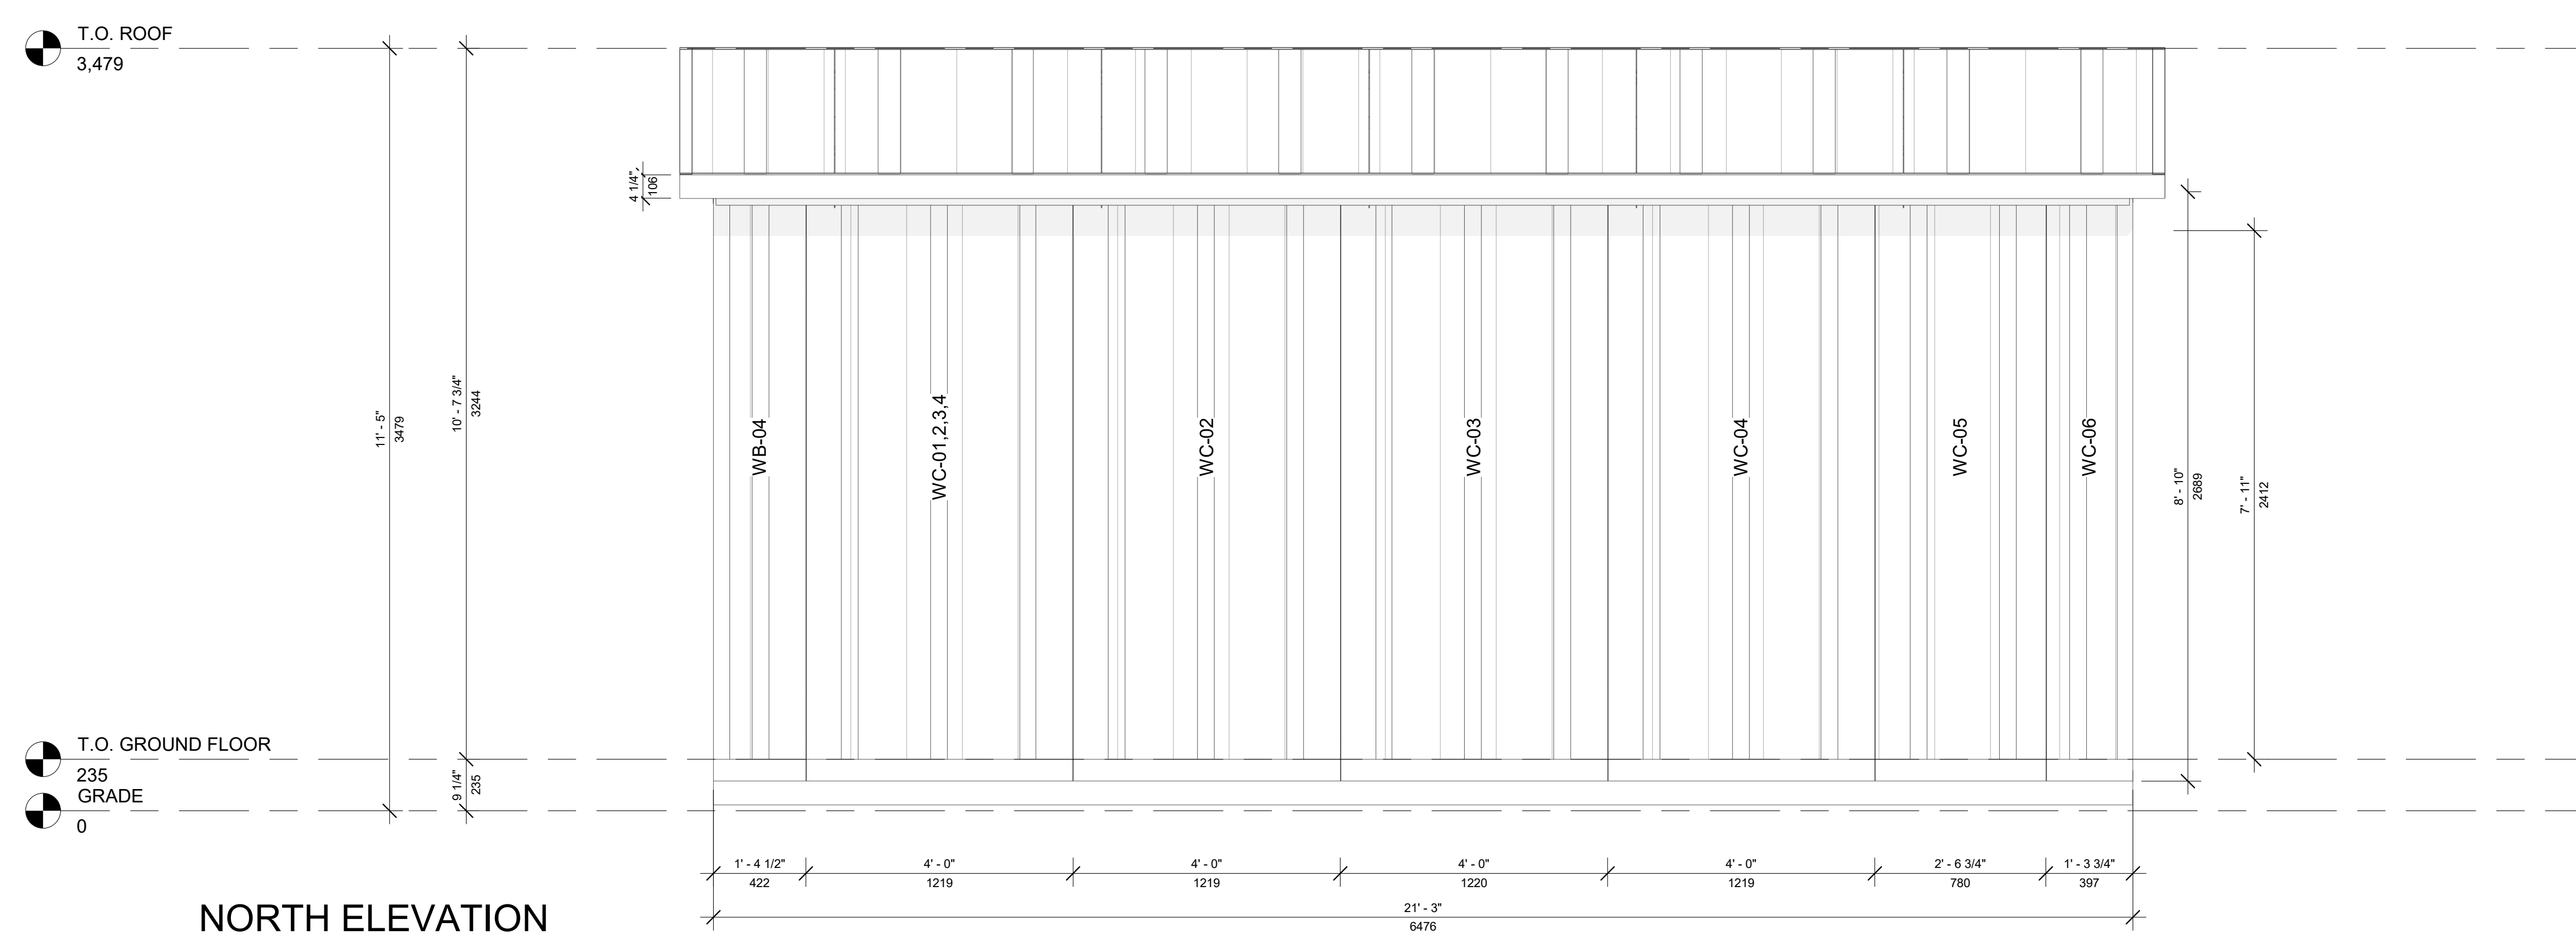 T.O. ROOF
3,479
4 1/4"
106
11' - 5"
3479
10' - 7 3/4"
3244
WB-04
WC-01,2,3,4
WC-02
WC-03
WC-04
WC-05
WC-06
8' - 10"
2689
7' - 11"
2412
T.O. GROUND FLOOR
235
GRADE
0
9 1/4"
235
1' - 4 1/2"
4' - 0"
4' - 0"
4' - 0"
4' - 0"
2' - 6 3/4"
1' - 3 3/4"
422
1219
1219
1220
1219
780
397
21' - 3"
6476
NORTH ELEVATION